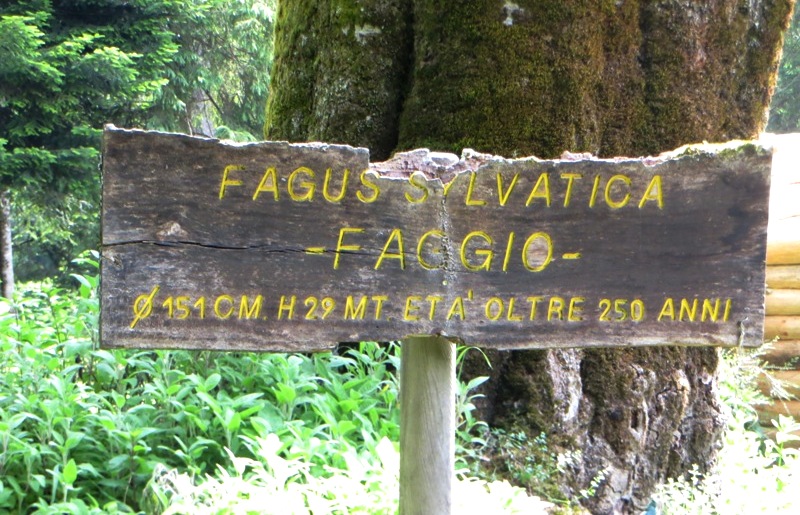 FAGUS SYLVATICA
-FAGGIO-
Ø 151 CM. H 29 MT ETA' OLTRE 250 ANNI